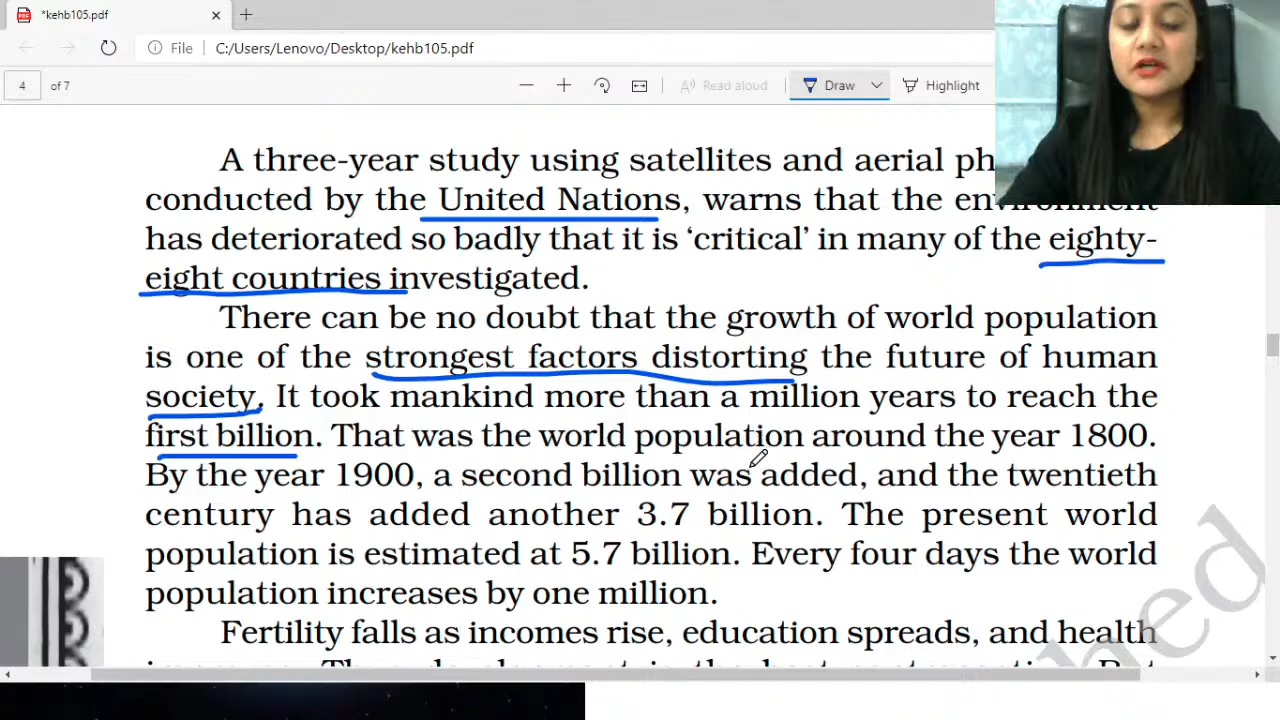 *kehb105.pdf
File C:/Users/Lenovo/Desktop/kehb105.pdf
4 of 7 Read aloud Draw Highlight
A three-year study using satellites and aerial
conducted by the United Nations, warns that the environment
has deteriorated so badly that it is ‘critical’ in many of the eighty-
eight countries investigated.
There can be no doubt that the growth of world population
is one of the strongest factors distorting the future of human
society. It took mankind more than a million years to reach the
first billion. That was the world population around the year 1800.
By the year 1900, a second billion was added, and the twentieth
century has added another 3.7 billion. The present world
population is estimated at 5.7 billion. Every four days the world
population increases by one million.
Fertility falls as incomes rise, education spreads, and health